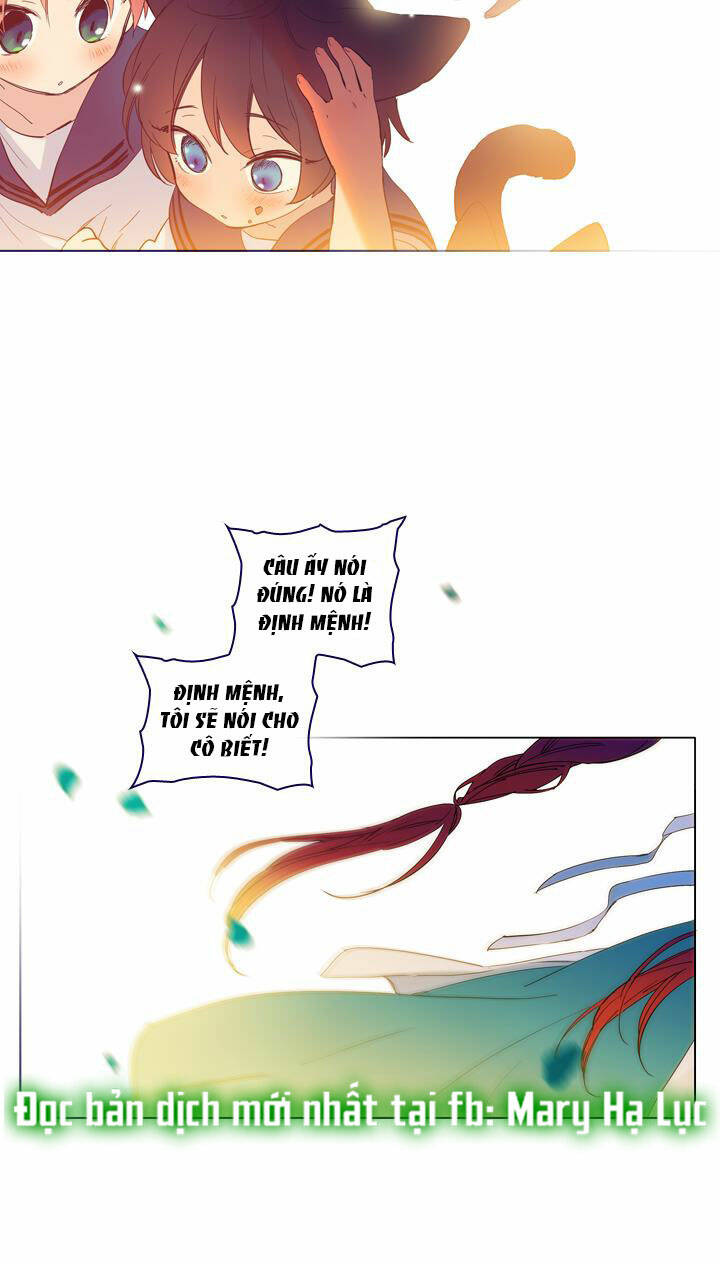 CÂU ẤY NÓI
ĐÚNG! NÓ LÀ
ĐỊNH MỆNH!
ĐỊNH MỆNH,
TÔI SẼ NÓI CHO
CÔ BIẾT!
Đọc bản dịch mới nhất tại fb: Mary Hạ Lục